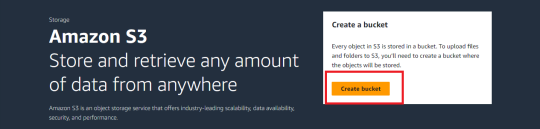 Storage
Amazon S3
Store and retrieve any amount
of data from anywhere
Amazon S3 is an object storage service that offers industry-leading scalability, data availability,
security, and performance.
Create a bucket
Every object in S3 is stored in a bucket. To upload files
and folders to S3, you'll need to create a bucket where
the objects will be stored.
Create bucket